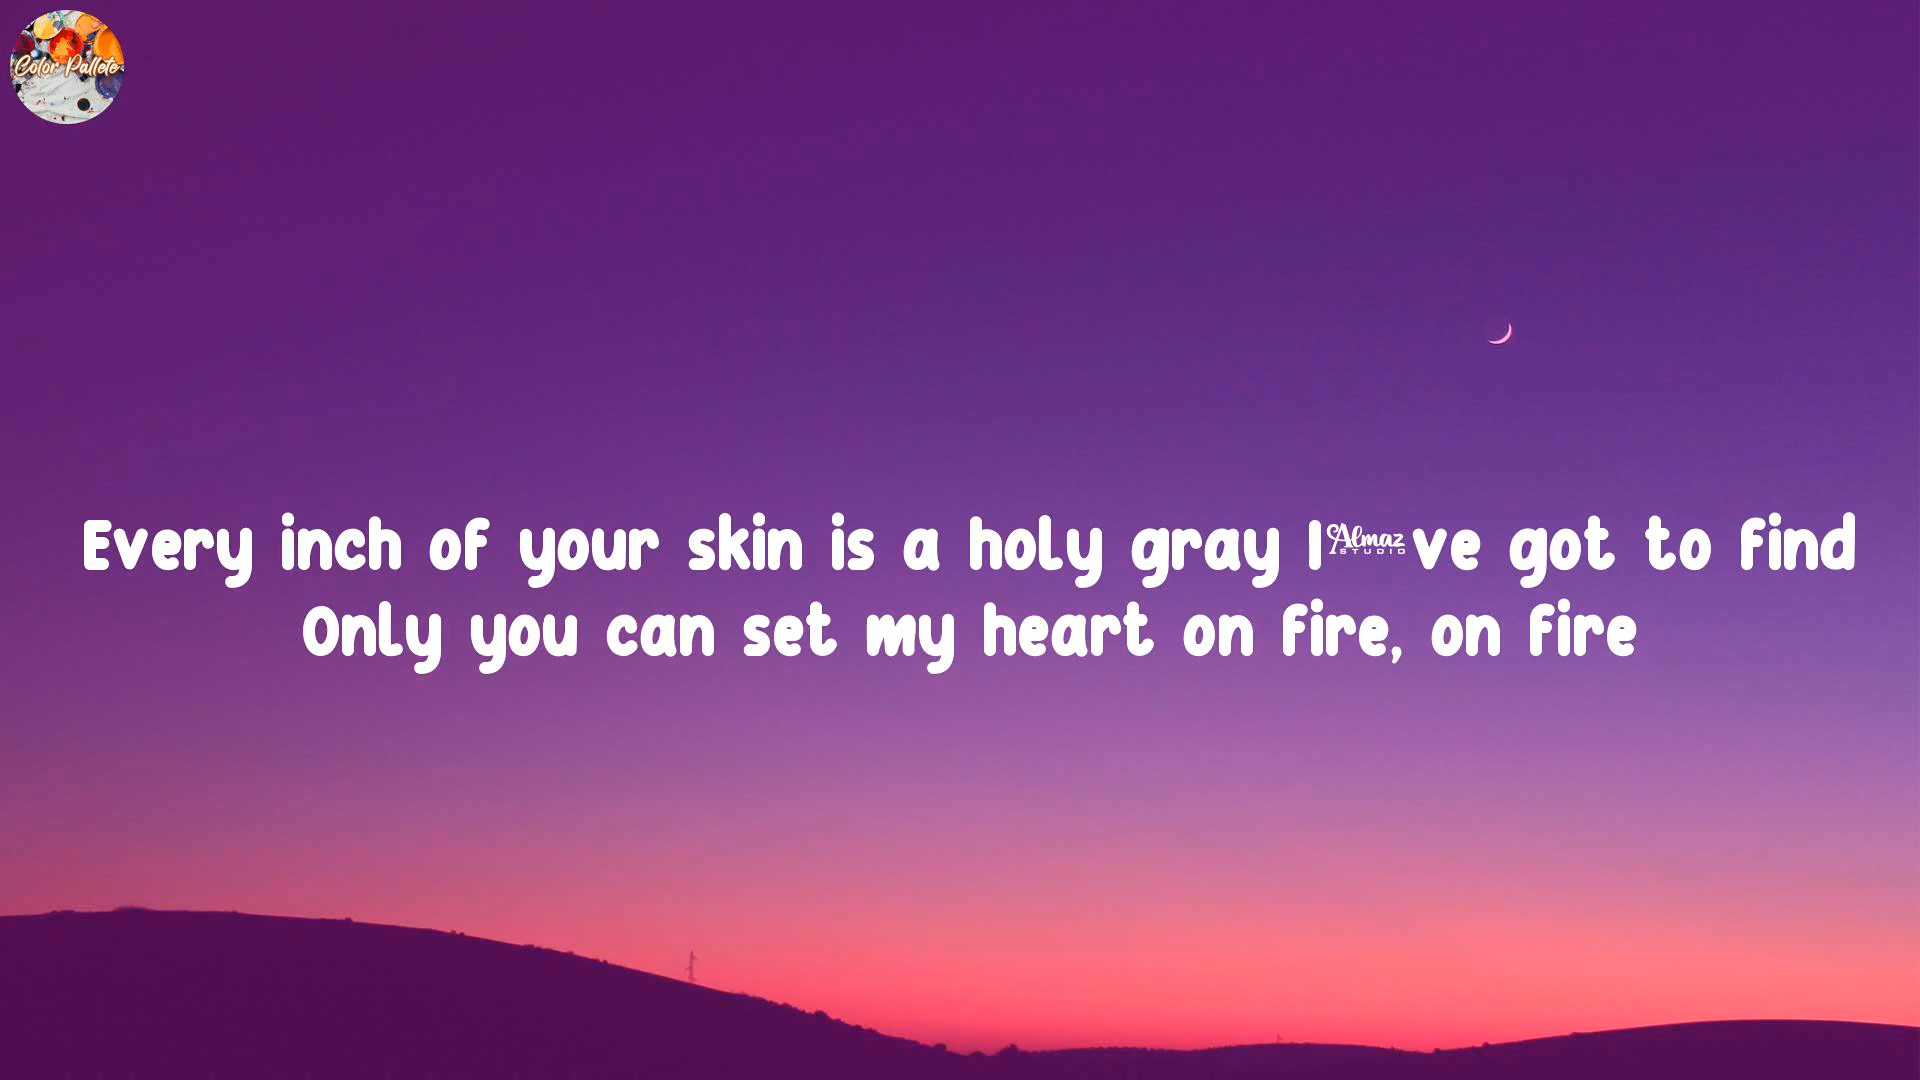 Color Pallete
Every inch of your skin is a holy gray I Almaz STUDIO ve got to find
Only you can set my heart on fire, on fire